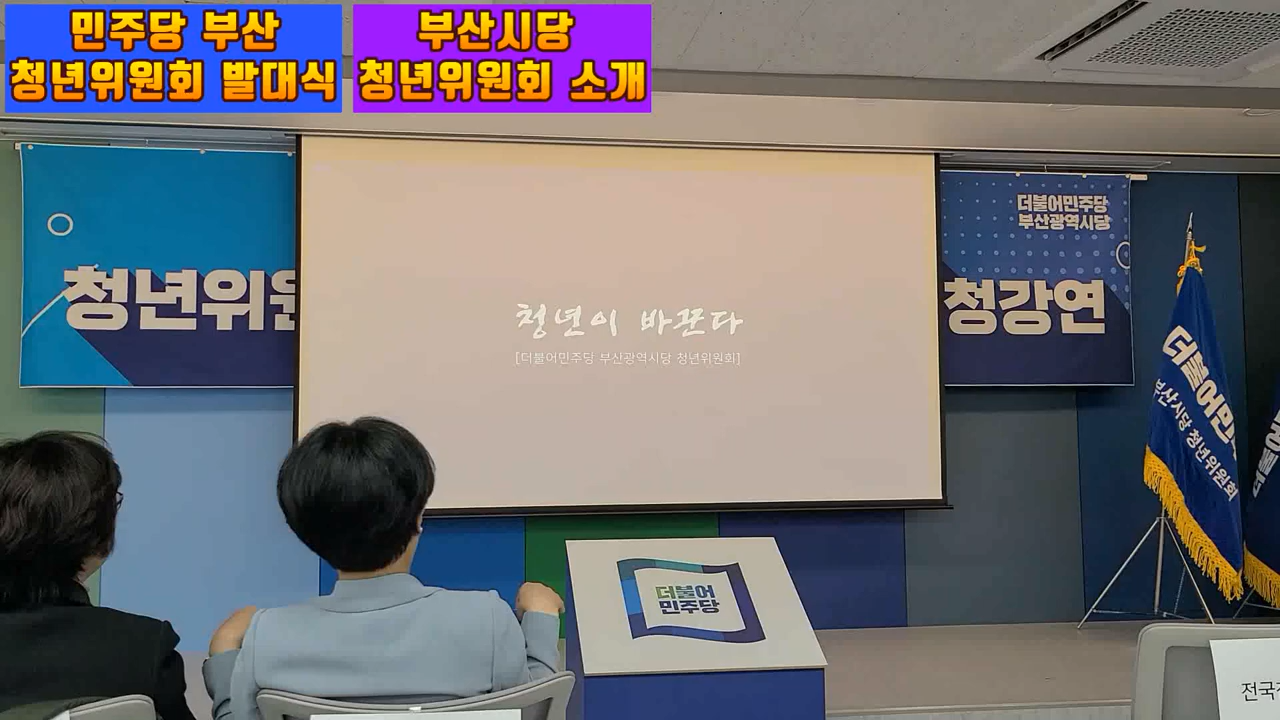 민주당 부산
청년위원회 발대식
부산시당
청년위원회 소개
더불어민주당
부산광역시당
청년위원
청강연
청년이 바꾼다
[더불어민주당 부산광역시당 청년위원회]
더불어민주
부산시당 청년위원회
더불어
더불어
민주당
전국